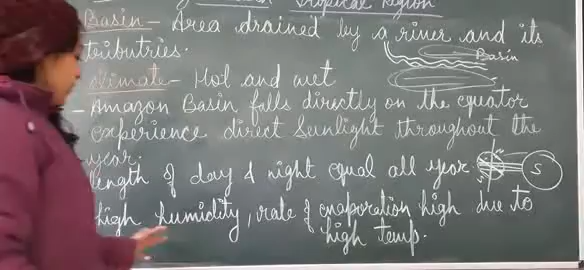 Tropical Region
Basin - Area drained by a river and its
tributries.
Basin
Climate - Hot and wet
- Amazon Basin falls directly on the equator
experience direct sunlight throughout the
year.
length of day & night equal all year.
S
high humidity, rate of evaporation high due to
high temp.